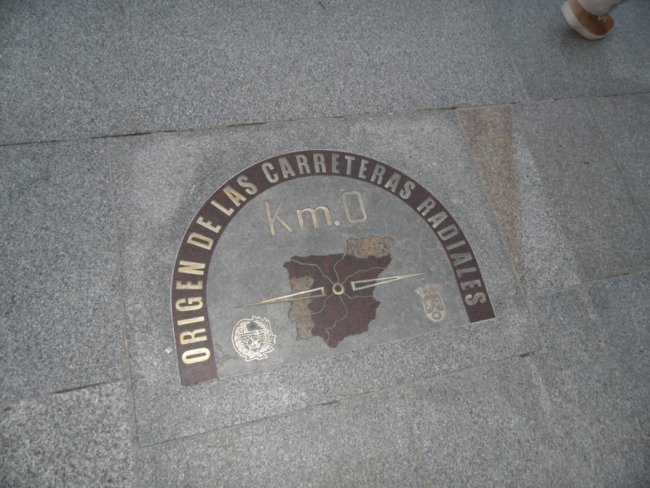 ORIGEN DE LAS CARRETERAS RADIALES
Km.0